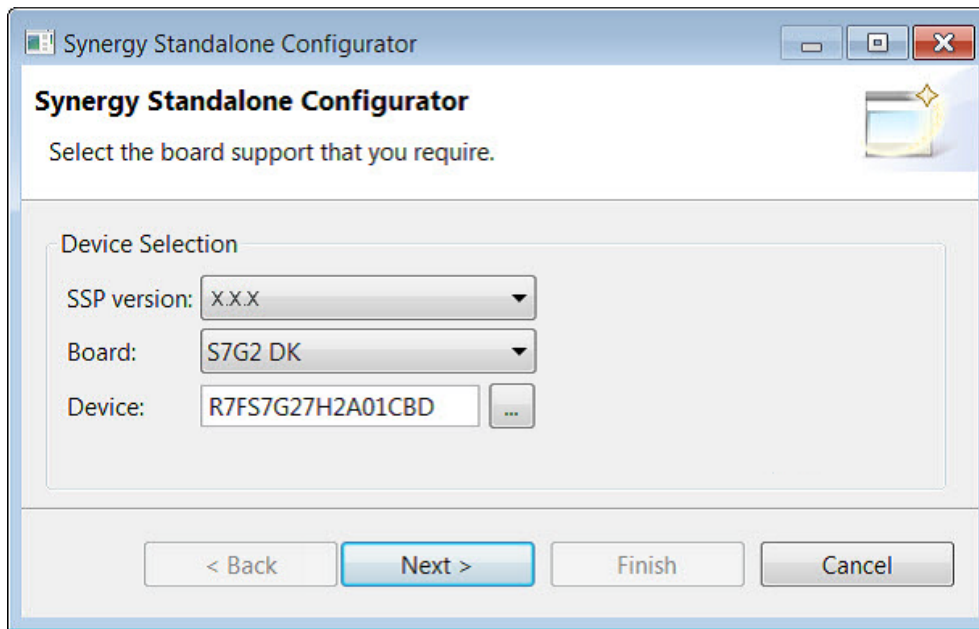 Synergy Standalone Configurator
Synergy Standalone Configurator
Select the board support that you require.
Device Selection
SSP version: X.X.X
Board: S7G2 DK
Device: R7FS7G27H2A01CBD ...
< Back Next > Finish Cancel